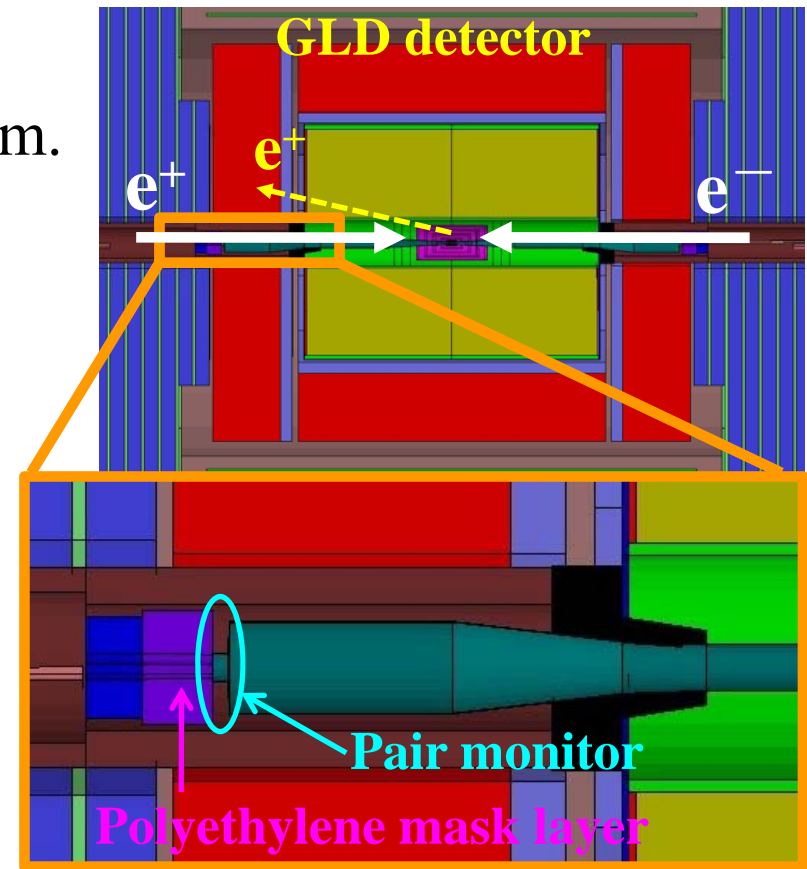 GLD detector
m.
e⁺
e⁺
e⁻
Pair monitor
Polyethylene mask layer